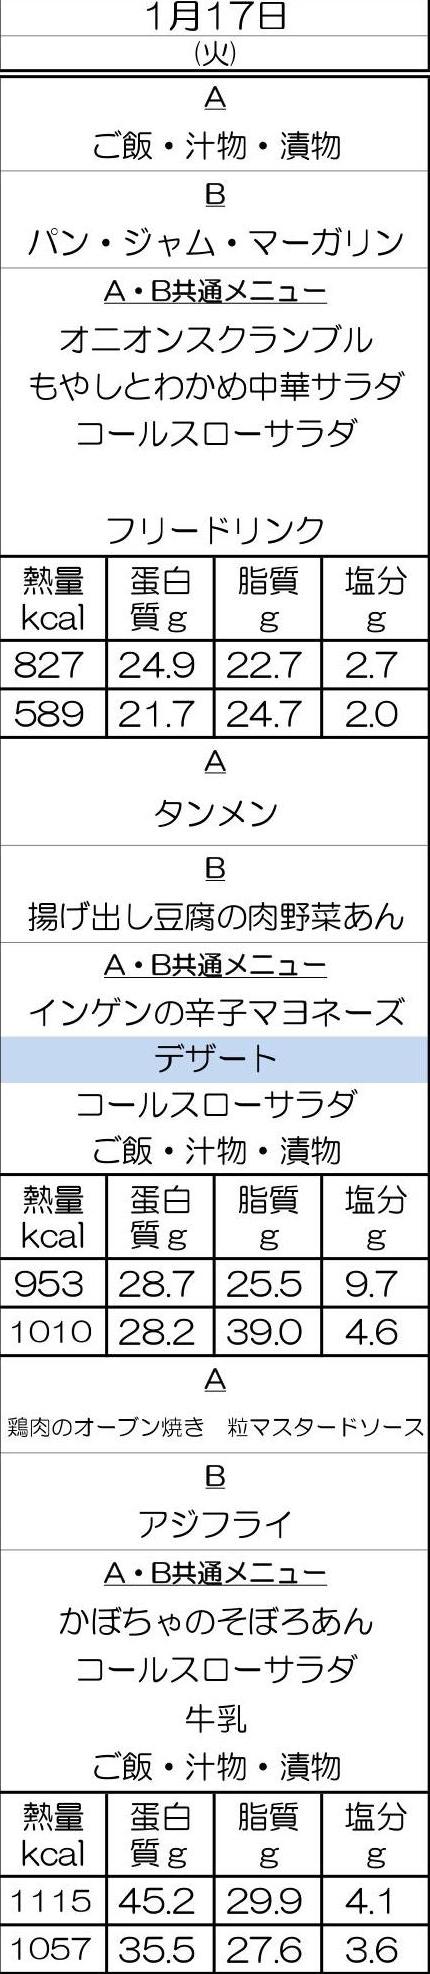 1月17日
(火)
A
ご飯・汁物・漬物
B
パン・ジャム・マーガリン
A・B共通メニュー
オニオンスクランブル
もやしとわかめ中華サラダ
コールスローサラダ
フリードリンク
熱量 蛋白 脂質 塩分
kcal 質g g g
827 24.9 22.7 2.7
589 21.7 24.7 2.0
A
タンメン
B
揚げ出し豆腐の肉野菜あん
A・B共通メニュー
インゲンの辛子マヨネーズ
デザート
コールスローサラダ
ご飯・汁物・漬物
熱量 蛋白 脂質 塩分
kcal 質g g g
953 28.7 25.5 9.7
1010 28.2 39.0 4.6
A
鶏肉のオーブン焼き　粒マスタードソース
B
アジフライ
A・B共通メニュー
かぼちゃのそぼろあん
コールスローサラダ
牛乳
ご飯・汁物・漬物
熱量 蛋白 脂質 塩分
kcal 質g g g
1115 45.2 29.9 4.1
1057 35.5 27.6 3.6